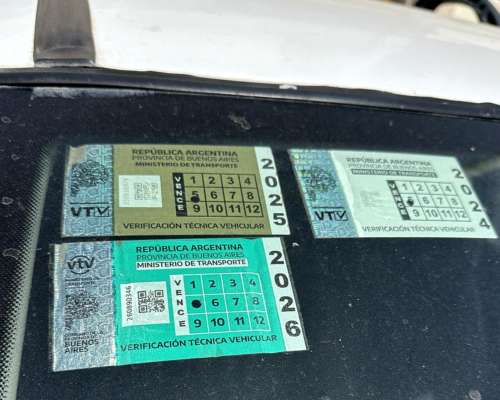 REPÚBLICA ARGENTINA
PROVINCIA DE BUENOS AIRES
MINISTERIO DE TRANSPORTE
VTV
VENCE
1 2 3 4
5 6 7 8
9 10 11 12
2025
VERIFICACIÓN TÉCNICA VEHICULAR
REPÚBLICA ARGENTINA
PROVINCIA DE BUENOS AIRES
MINISTERIO DE TRANSPORTE
VTV
VENCE
1 2 3 4
6 7 8
9 10 11 12
2024
VERIFICACIÓN TÉCNICA VEHICULAR
REPÚBLICA ARGENTINA
PROVINCIA DE BUENOS AIRES
MINISTERIO DE TRANSPORTE
vtv
BUENOS
AIRES
VENCE
1 2 3 4
6 7 8
9 10 11 12
2026
VERIFICACIÓN TÉCNICA VEHICULAR